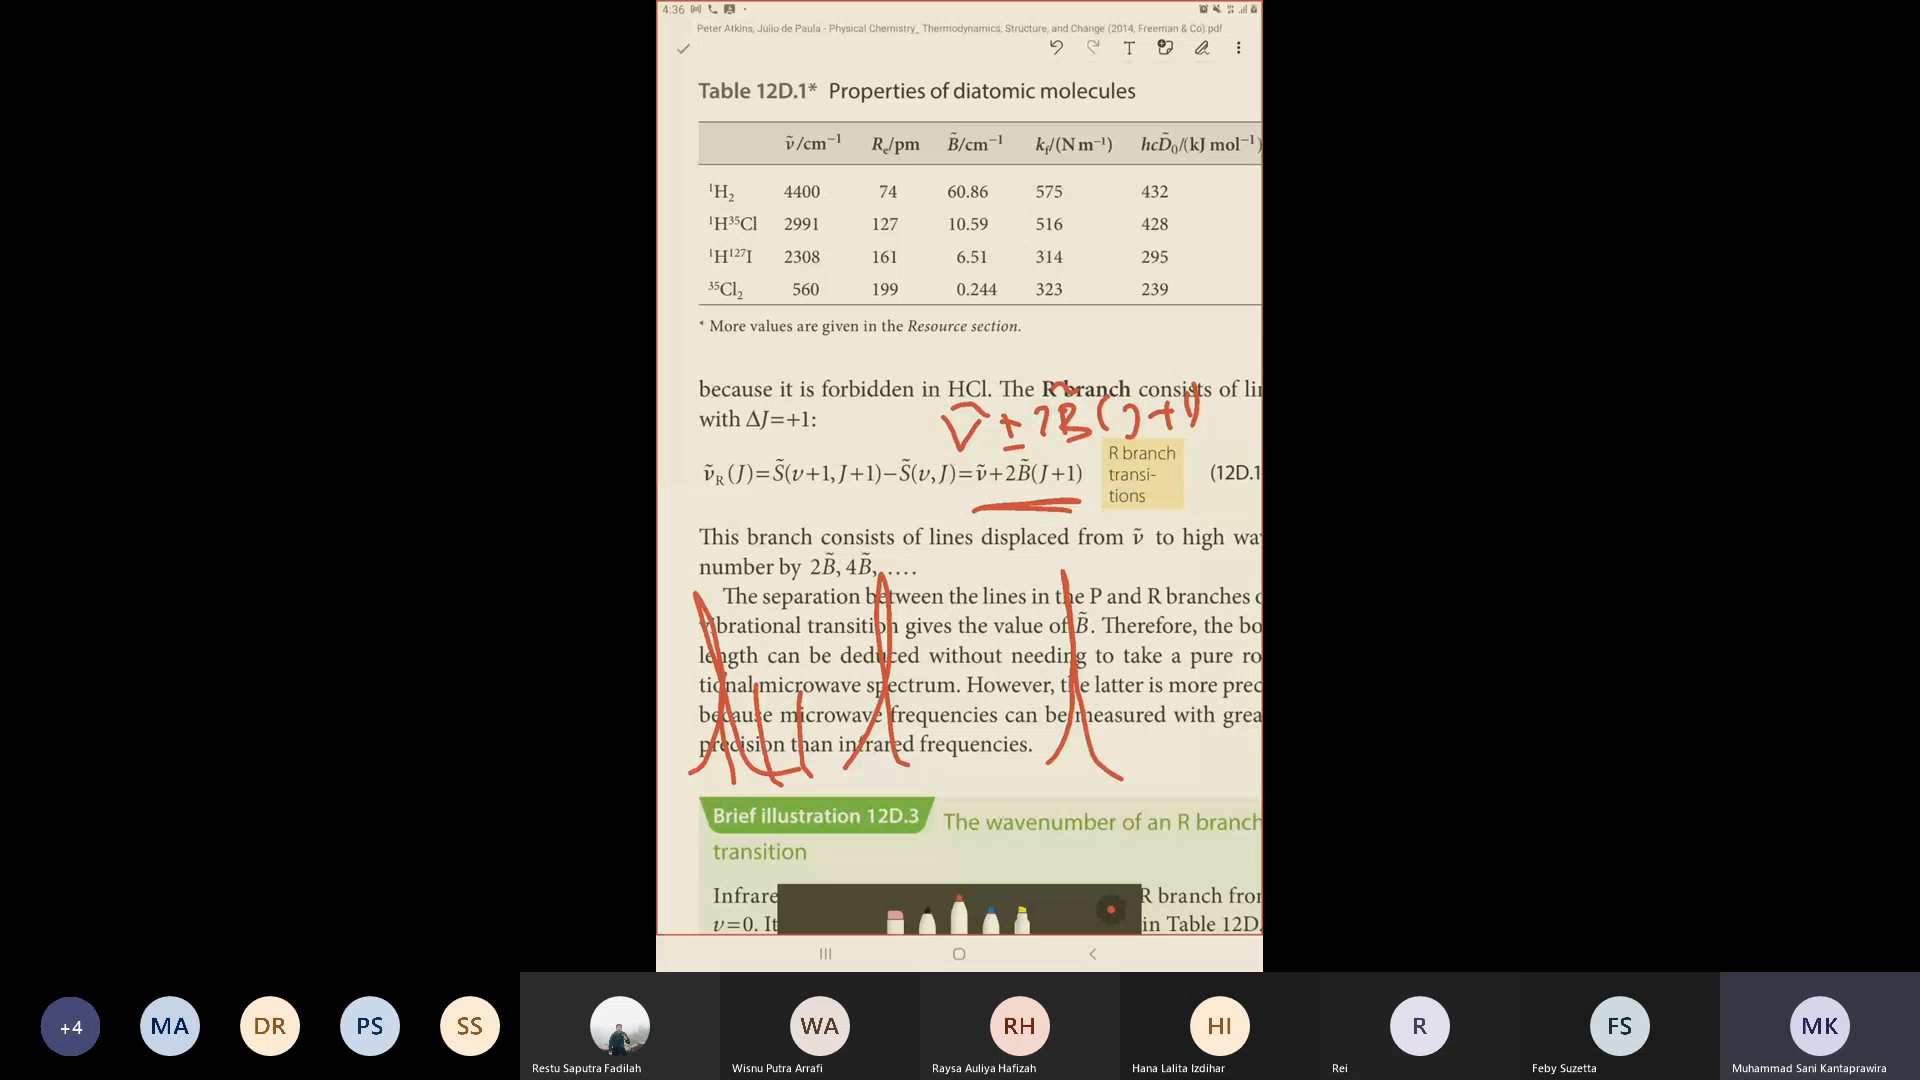 4:36
Peter Atkins, Julio de Paula - Physical Chemistry_ Thermodynamics, Structure, and Change (2014, Freeman & Co).pdf
Table 12D.1* Properties of diatomic molecules
ṽ/cm⁻¹ Rₑ/pm B̃/cm⁻¹ k_f/(N m⁻¹) hcD̃₀/(kJ mol⁻¹)
¹H₂ 4400 74 60.86 575 432
¹H³⁵Cl 2991 127 10.59 516 428
¹H¹²⁷I 2308 161 6.51 314 295
³⁵Cl₂ 560 199 0.244 323 239
* More values are given in the Resource section.
because it is forbidden in HCl. The R branch consists of li
with ΔJ=+1:
ṽ ± 2B̃(J+1)
ṽ_R(J)=S̃(v+1, J+1)−S̃(v, J)=ṽ+2B̃(J+1)
R branch
transi-
tions
(12D.1
This branch consists of lines displaced from ṽ to high wa
number by 2B̃, 4B̃, ….
The separation between the lines in the P and R branches o
vibrational transition gives the value of B̃. Therefore, the bo
length can be deduced without needing to take a pure ro
tional microwave spectrum. However, the latter is more prec
because microwave frequencies can be measured with grea
precision than infrared frequencies.
Brief illustration 12D.3 The wavenumber of an R branch
transition
Infrare R branch from
v=0. It in Table 12D.
+4 MA DR PS SS WA RH HI R FS MK
Restu Saputra Fadilah Wisnu Putra Arrafi Raysa Auliya Hafizah Hana Lalita Izdihar Rei Feby Suzetta Muhammad Sani Kantaprawira